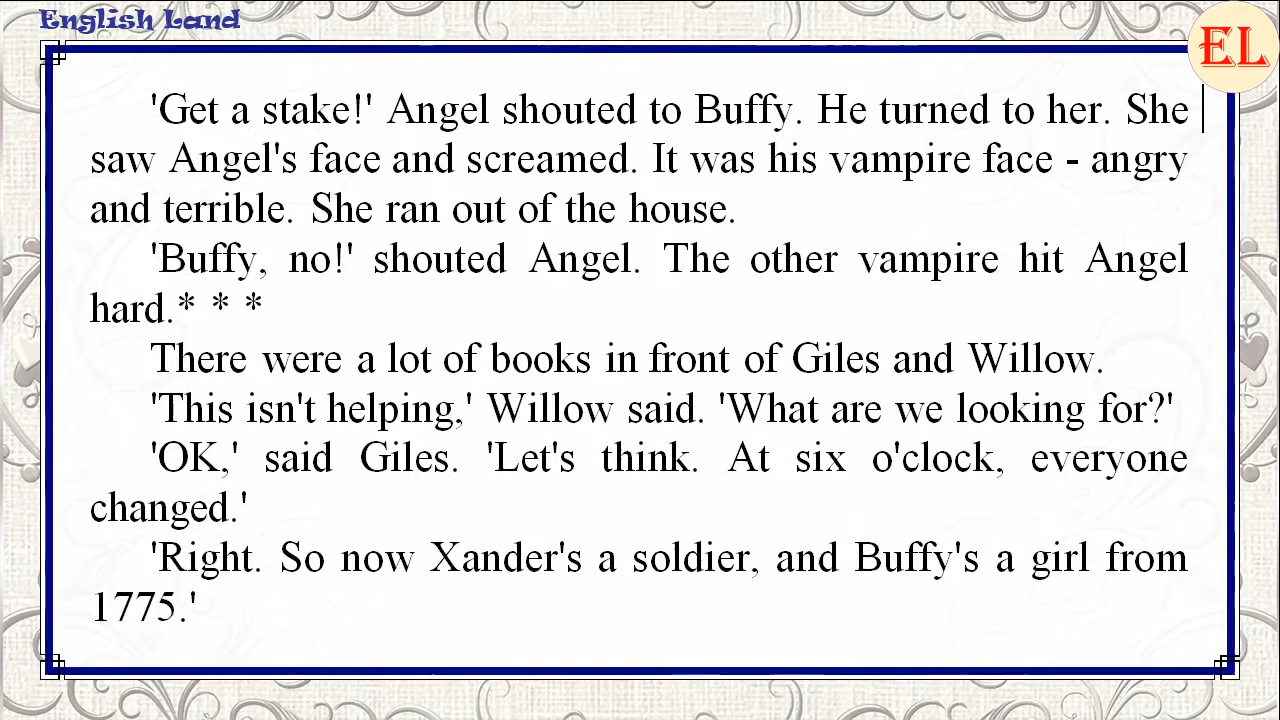 English Land
EL
'Get a stake!' Angel shouted to Buffy. He turned to her. She
saw Angel's face and screamed. It was his vampire face - angry
and terrible. She ran out of the house.
'Buffy, no!' shouted Angel. The other vampire hit Angel
hard.* * *
There were a lot of books in front of Giles and Willow.
'This isn't helping,' Willow said. 'What are we looking for?'
'OK,' said Giles. 'Let's think. At six o'clock, everyone
changed.'
'Right. So now Xander's a soldier, and Buffy's a girl from
1775.'